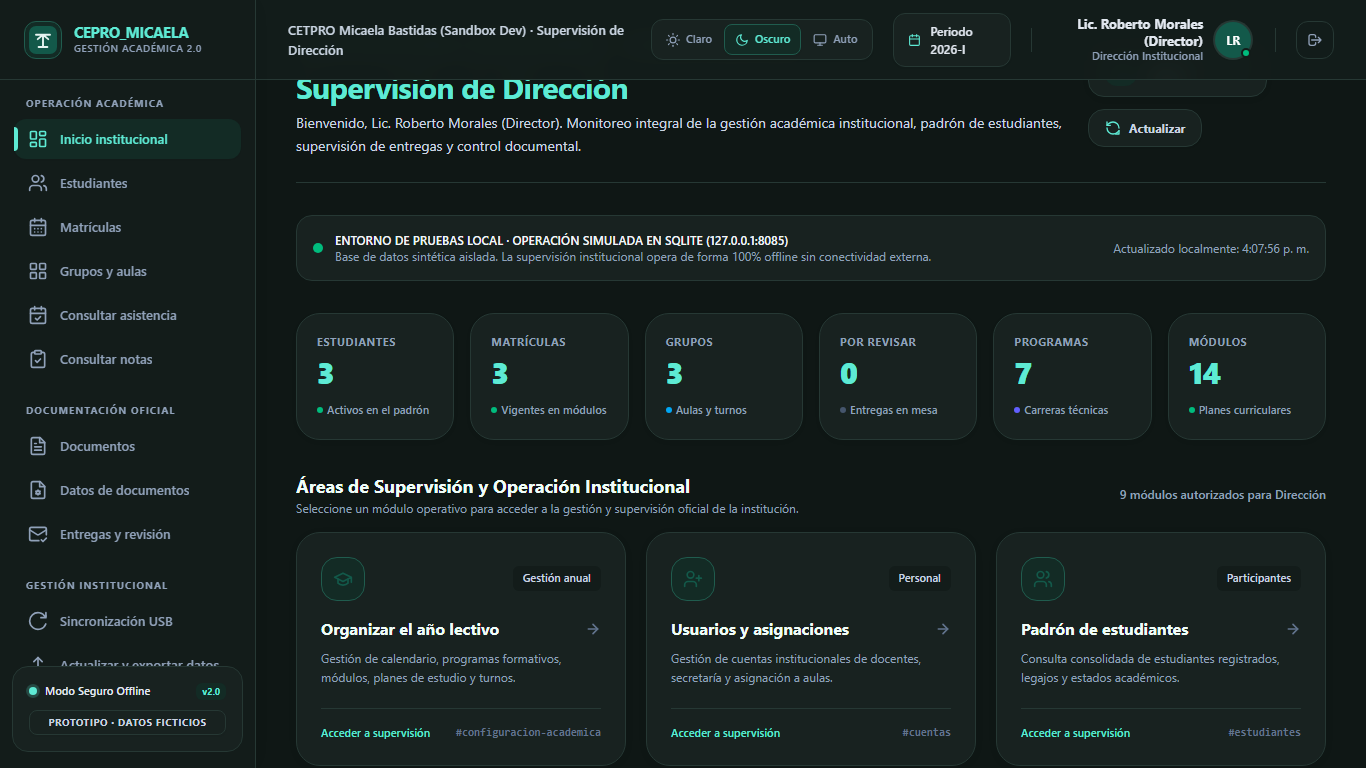 CEPRO_MICAELA
GESTIÓN ACADÉMICA 2.0
CETPRO Micaela Bastidas (Sandbox Dev) · Supervisión de
Dirección
Claro
Oscuro
Auto
Periodo
2026-I
Lic. Roberto Morales
(Director)
Dirección Institucional
LR
OPERACIÓN ACADÉMICA
Inicio institucional
Estudiantes
Matrículas
Grupos y aulas
Consultar asistencia
Consultar notas
DOCUMENTACIÓN OFICIAL
Documentos
Datos de documentos
Entregas y revisión
GESTIÓN INSTITUCIONAL
Sincronización USB
Actualizar y exportar datos
Modo Seguro Offline
v2.0
PROTOTIPO · DATOS FICTICIOS
Supervisión de Dirección
Bienvenido, Lic. Roberto Morales (Director). Monitoreo integral de la gestión académica institucional, padrón de estudiantes,
supervisión de entregas y control documental.
Actualizar
ENTORNO DE PRUEBAS LOCAL · OPERACIÓN SIMULADA EN SQLITE (127.0.0.1:8085)
Base de datos sintética aislada. La supervisión institucional opera de forma 100% offline sin conectividad externa.
Actualizado localmente: 4:07:56 p. m.
ESTUDIANTES
3
Activos en el padrón
MATRÍCULAS
3
Vigentes en módulos
GRUPOS
3
Aulas y turnos
POR REVISAR
0
Entregas en mesa
PROGRAMAS
7
Carreras técnicas
MÓDULOS
14
Planes curriculares
Áreas de Supervisión y Operación Institucional
Seleccione un módulo operativo para acceder a la gestión y supervisión oficial de la institución.
9 módulos autorizados para Dirección
Gestión anual
Organizar el año lectivo
Gestión de calendario, programas formativos,
módulos, planes de estudio y turnos.
Acceder a supervisión
#configuracion-academica
Personal
Usuarios y asignaciones
Gestión de cuentas institucionales de docentes,
secretaría y asignación a aulas.
Acceder a supervisión
#cuentas
Participantes
Padrón de estudiantes
Consulta consolidada de estudiantes registrados,
legajos y estados académicos.
Acceder a supervisión
#estudiantes